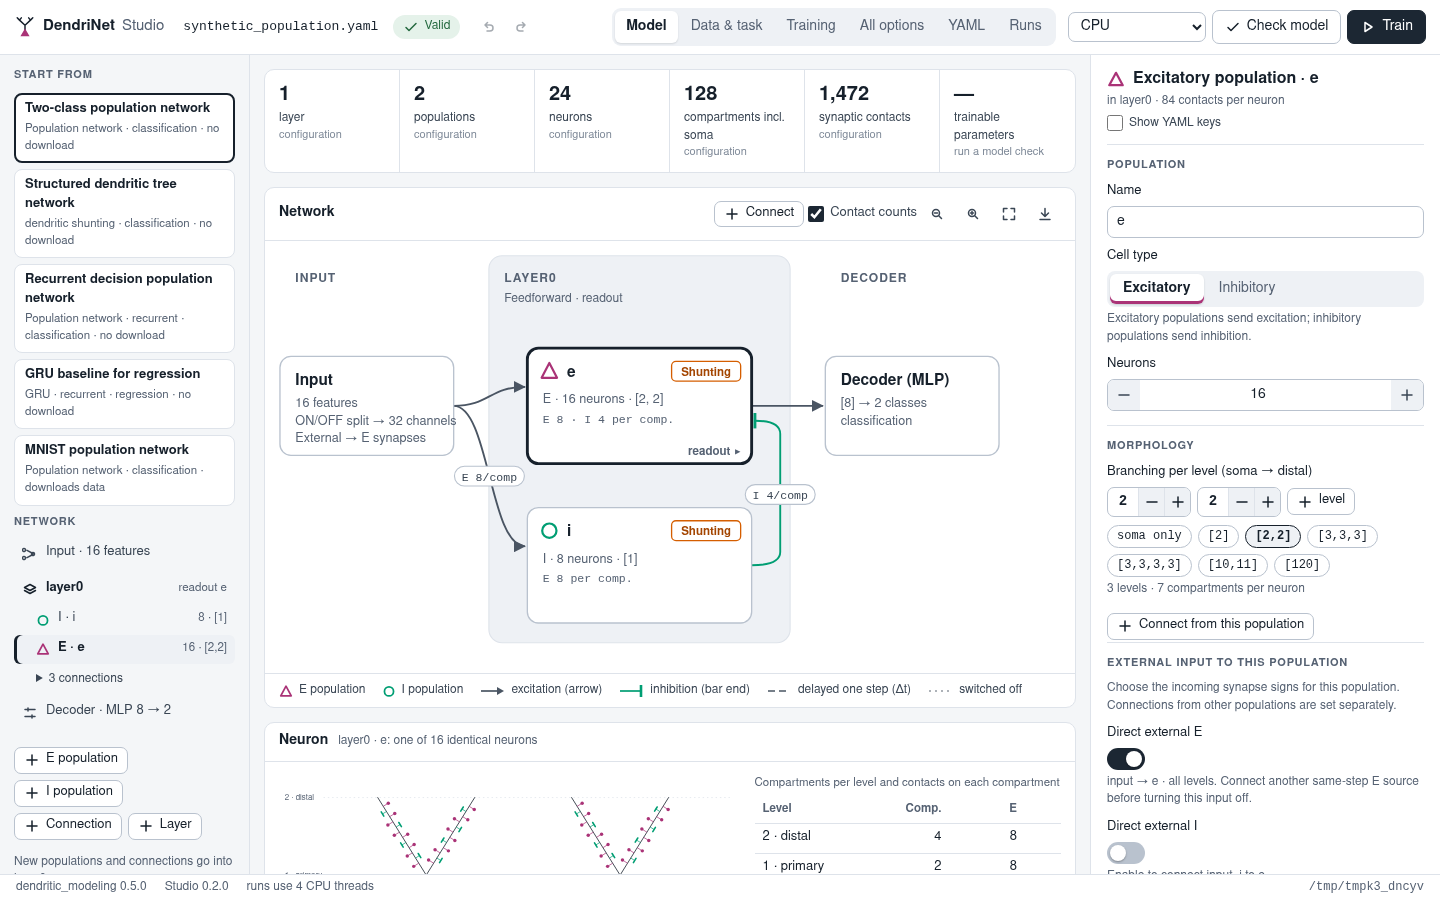 DendriNet Studio
synthetic_population.yaml
Valid
Model
Data & task
Training
All options
YAML
Runs
CPU
Check model
Train
START FROM
Two-class population network
Population network · classification · no
download
Structured dendritic tree
network
dendritic shunting · classification · no
download
Recurrent decision population
network
Population network · recurrent ·
classification · no download
GRU baseline for regression
GRU · recurrent · regression · no
download
MNIST population network
Population network · classification ·
downloads data
NETWORK
Input · 16 features
layer0 readout e
I · i 8 · [1]
E · e 16 · [2,2]
3 connections
Decoder · MLP 8 → 2
E population
I population
Connection
Layer
New populations and connections go into
1
layer
configuration
2
populations
configuration
24
neurons
configuration
128
compartments incl.
soma
configuration
1,472
synaptic contacts
configuration
—
trainable
parameters
run a model check
Network
Connect
Contact counts
INPUT
LAYER0
Feedforward · readout
DECODER
Input
16 features
ON/OFF split → 32 channels
External → E synapses
e
Shunting
E · 16 neurons · [2, 2]
E 8 · I 4 per comp.
readout ▸
Decoder (MLP)
[8] → 2 classes
classification
E 8/comp
I 4/comp
i
Shunting
I · 8 neurons · [1]
E 8 per comp.
E population
I population
excitation (arrow)
inhibition (bar end)
delayed one step (Δt)
switched off
Neuron layer0 · e: one of 16 identical neurons
2 · distal
Compartments per level and contacts on each compartment
Level Comp. E
2 · distal 4 8
1 · primary 2 8
Excitatory population · e
in layer0 · 84 contacts per neuron
Show YAML keys
POPULATION
Name
e
Cell type
Excitatory
Inhibitory
Excitatory populations send excitation; inhibitory
populations send inhibition.
Neurons
16
MORPHOLOGY
Branching per level (soma → distal)
2 − + 2 − + + level
soma only [2] [2,2] [3,3,3]
[3,3,3,3] [10,11] [120]
3 levels · 7 compartments per neuron
Connect from this population
EXTERNAL INPUT TO THIS POPULATION
Choose the incoming synapse signs for this population.
Connections from other populations are set separately.
Direct external E
input → e · all levels. Connect another same-step E source
before turning this input off.
Direct external I
dendritic_modeling 0.5.0 Studio 0.2.0 runs use 4 CPU threads
/tmp/tmpk3_dncyv